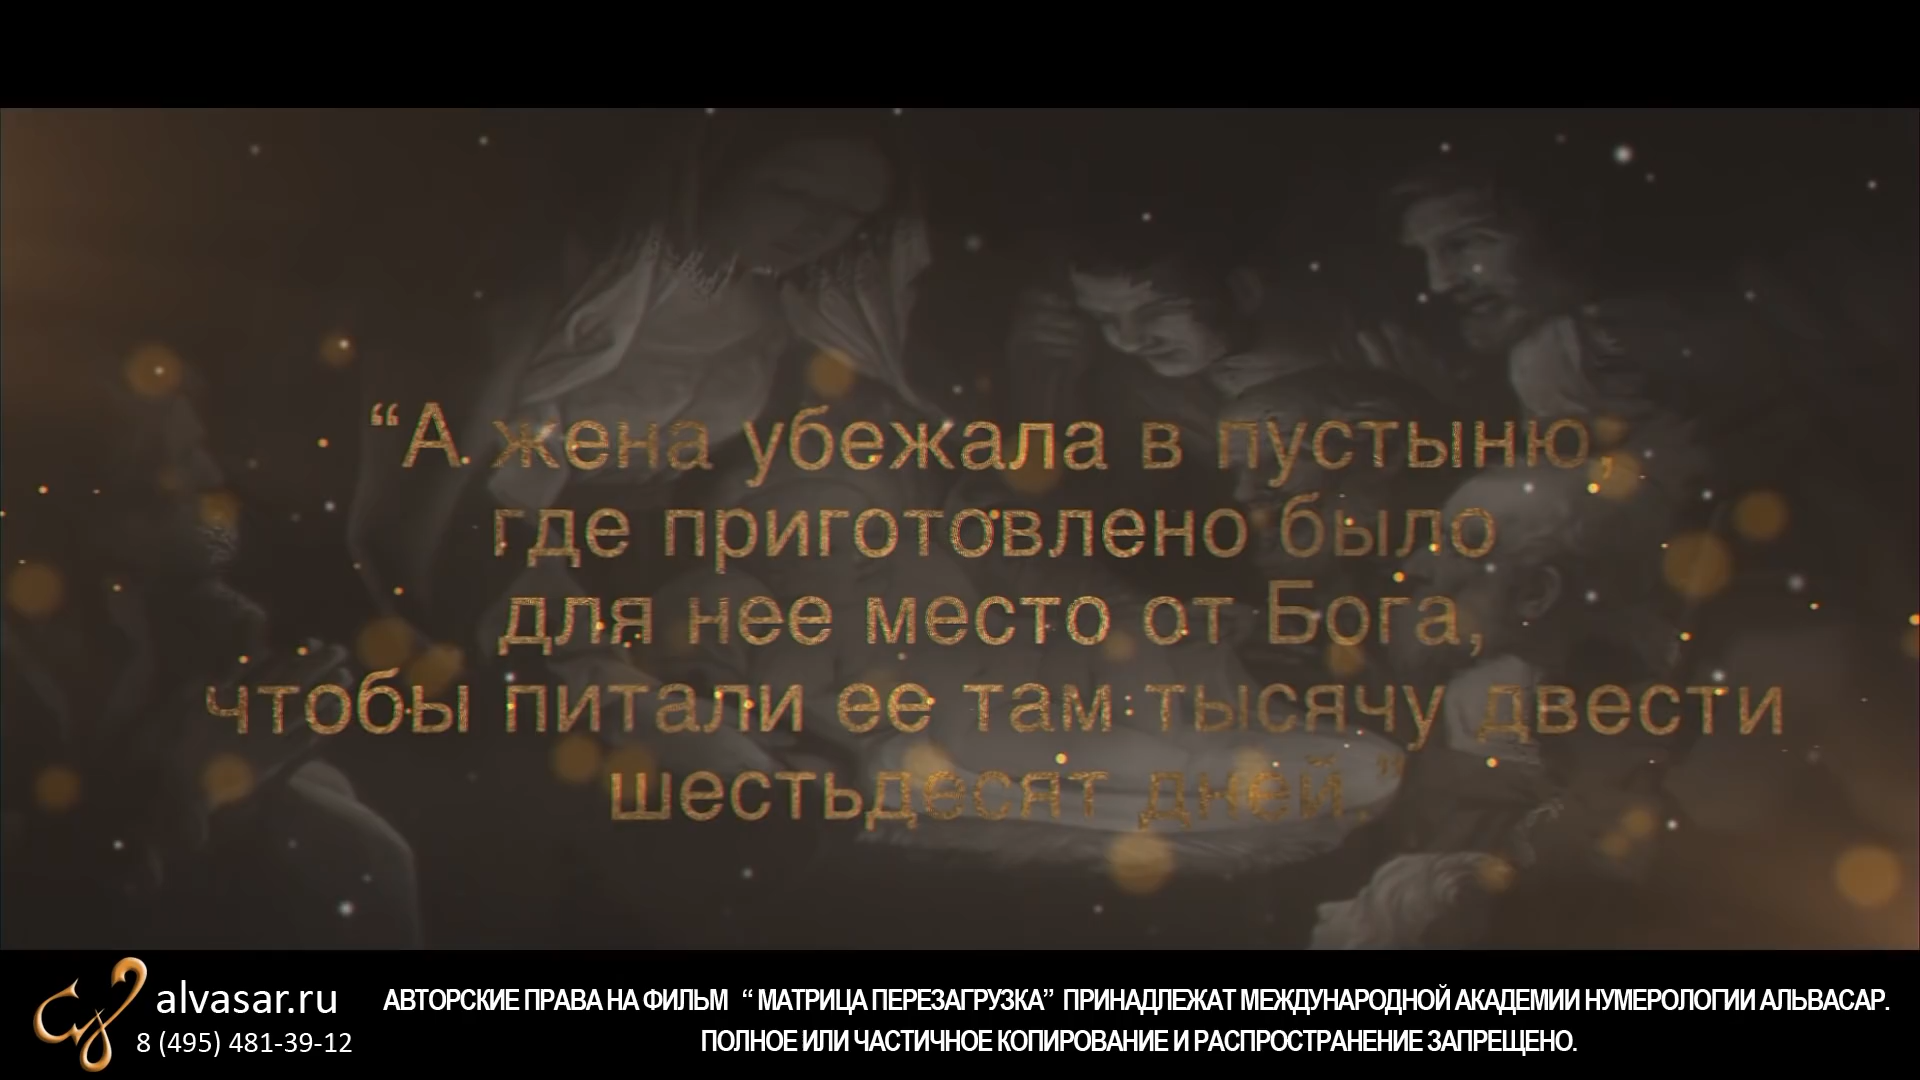 “А жена убежала в пустыню,
где приготовлено было
для нее место от Бога,
чтобы питали ее там тысячу двести
шестьдесят дней.”
alvasar.ru
8 (495) 481-39-12
АВТОРСКИЕ ПРАВА НА ФИЛЬМ “ МАТРИЦА ПЕРЕЗАГРУЗКА” ПРИНАДЛЕЖАТ МЕЖДУНАРОДНОЙ АКАДЕМИИ НУМЕРОЛОГИИ АЛЬВАСАР.
ПОЛНОЕ ИЛИ ЧАСТИЧНОЕ КОПИРОВАНИЕ И РАСПРОСТРАНЕНИЕ ЗАПРЕЩЕНО.